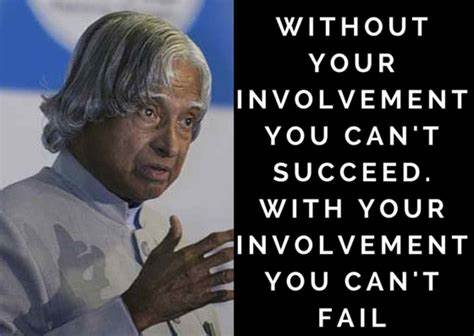 WITHOUT
YOUR
INVOLVEMENT
YOU CAN'T
SUCCEED.
WITH YOUR
INVOLVEMENT
YOU CAN'T
FAIL